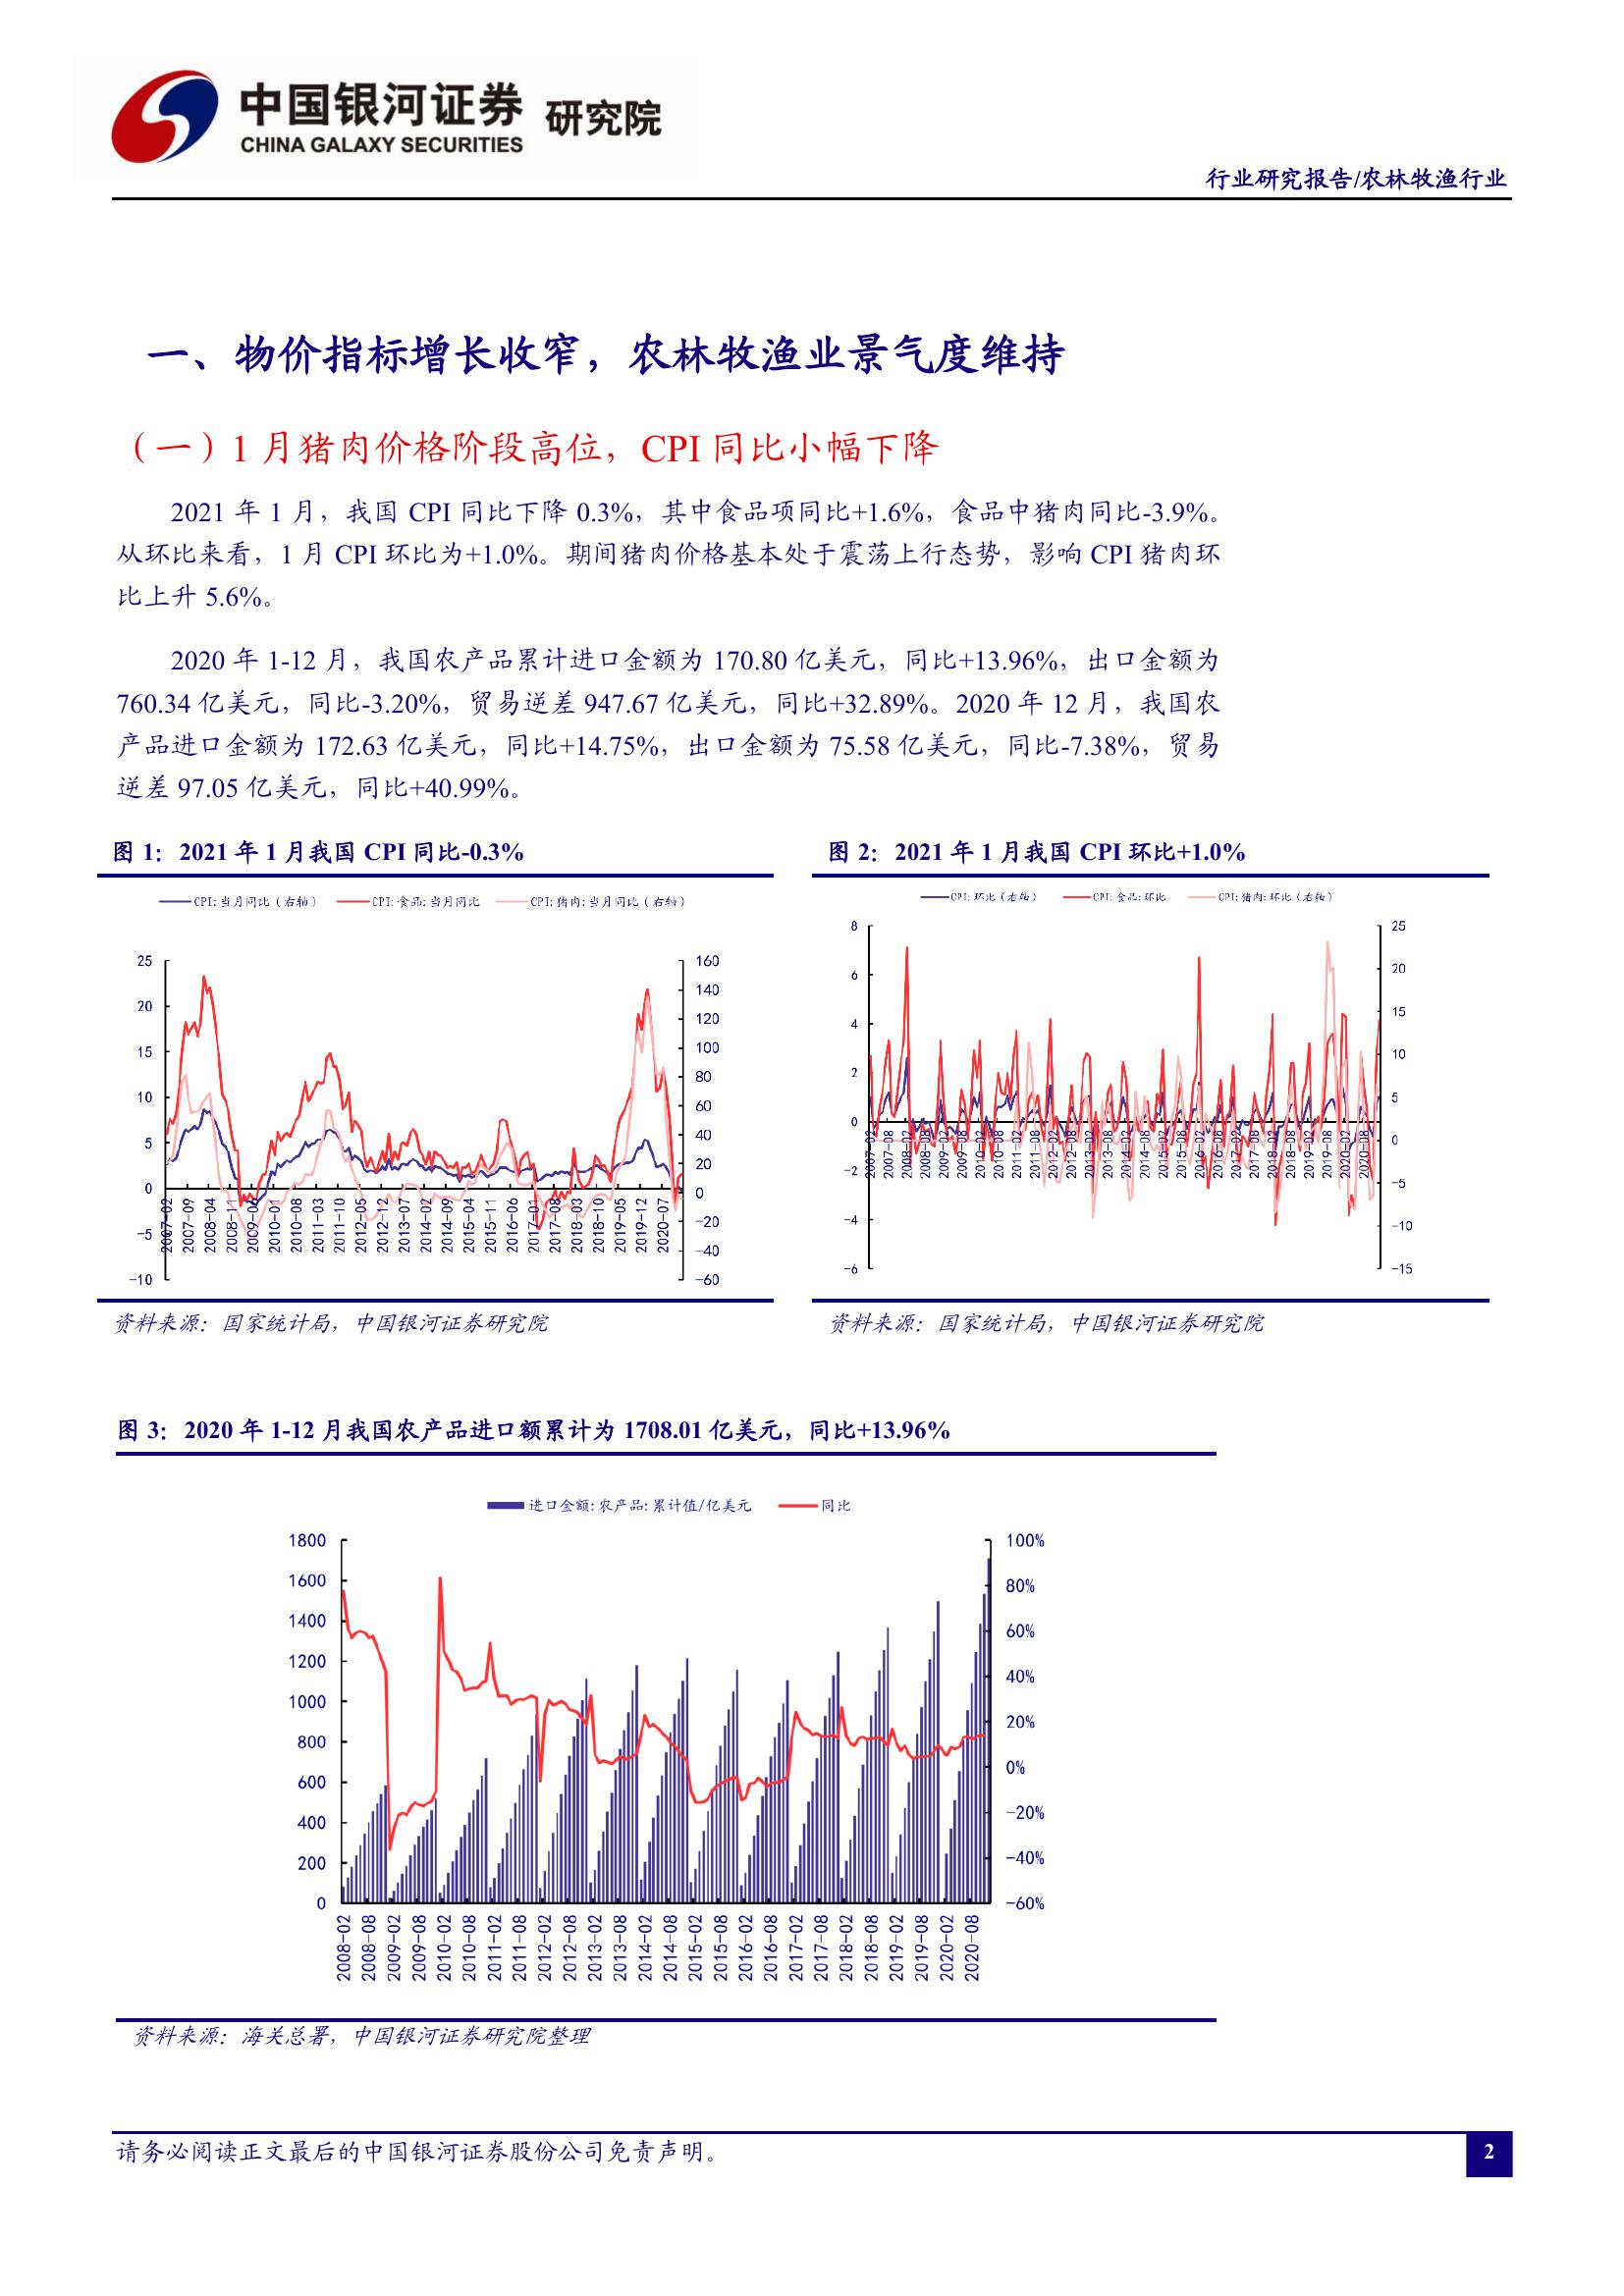 中国银河证券 研究院
CHINA GALAXY SECURITIES
行业研究报告/农林牧渔行业
一、物价指标增长收窄，农林牧渔业景气度维持
（一）1 月猪肉价格阶段高位，CPI 同比小幅下降
2021 年 1 月，我国 CPI 同比下降 0.3%，其中食品项同比+1.6%，食品中猪肉同比-3.9%。
从环比来看，1 月 CPI 环比为+1.0%。期间猪肉价格基本处于震荡上行态势，影响 CPI 猪肉环
比上升 5.6%。
2020 年 1-12 月，我国农产品累计进口金额为 170.80 亿美元，同比+13.96%，出口金额为
760.34 亿美元，同比-3.20%，贸易逆差 947.67 亿美元，同比+32.89%。2020 年 12 月，我国农
产品进口金额为 172.63 亿美元，同比+14.75%，出口金额为 75.58 亿美元，同比-7.38%，贸易
逆差 97.05 亿美元，同比+40.99%。
图 1：2021 年 1 月我国 CPI 同比-0.3%
CPI:当月同比（右轴） CPI:食品:当月同比 CPI:猪肉:当月同比（右轴）
25 20 15 10 5 0 -5 -10
160 140 120 100 80 60 40 20 0 -20 -40 -60
2007-02 2007-09 2008-04 2008-11 2009-06 2010-01 2010-08 2011-03 2011-10 2012-05 2012-12 2013-07 2014-02 2014-09 2015-04 2015-11 2016-06 2017-01 2017-08 2018-03 2018-10 2019-05 2019-12 2020-07
资料来源：国家统计局，中国银河证券研究院
图 2：2021 年 1 月我国 CPI 环比+1.0%
CPI:环比（右轴） CPI:食品:环比 CPI:猪肉:环比（右轴）
8 6 4 2 0 -2 -4 -6
25 20 15 10 5 0 -5 -10 -15
2007-02 2007-08 2008-02 2008-08 2009-02 2009-08 2010-02 2010-08 2011-02 2011-08 2012-02 2012-08 2013-02 2013-08 2014-02 2014-08 2015-02 2015-08 2016-02 2016-08 2017-02 2017-08 2018-02 2018-08 2019-02 2019-08 2020-02 2020-08
资料来源：国家统计局，中国银河证券研究院
图 3：2020 年 1-12 月我国农产品进口额累计为 1708.01 亿美元，同比+13.96%
进口金额:农产品:累计值/亿美元 同比
1800 1600 1400 1200 1000 800 600 400 200 0
100% 80% 60% 40% 20% 0% -20% -40% -60%
2008-02 2008-08 2009-02 2009-08 2010-02 2010-08 2011-02 2011-08 2012-02 2012-08 2013-02 2013-08 2014-02 2014-08 2015-02 2015-08 2016-02 2016-08 2017-02 2017-08 2018-02 2018-08 2019-02 2019-08 2020-02 2020-08
资料来源：海关总署，中国银河证券研究院整理
请务必阅读正文最后的中国银河证券股份公司免责声明。
2